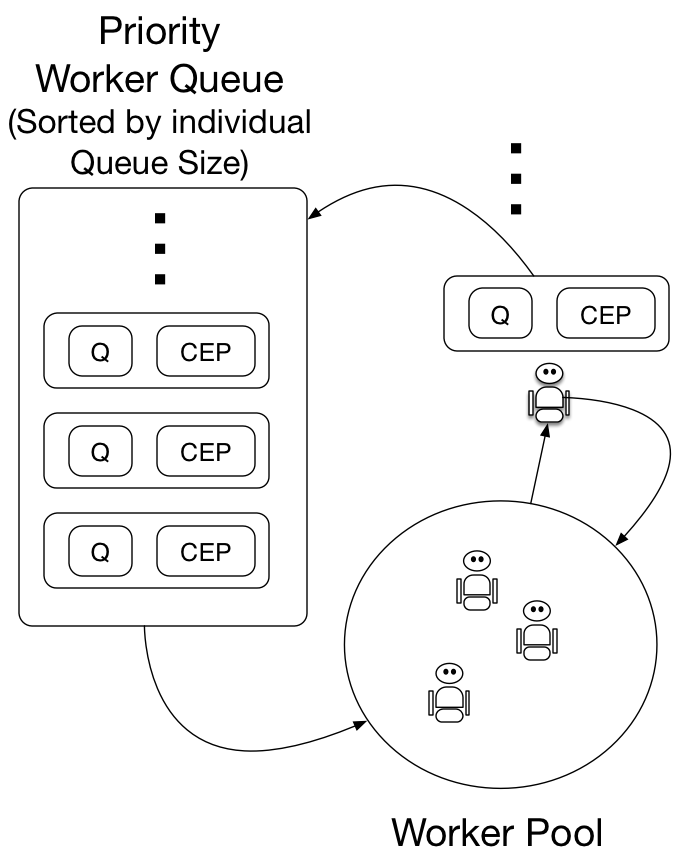 Priority
Worker Queue
(Sorted by individual
Queue Size)
Q CEP
Q CEP
Q CEP
Q CEP
Worker Pool